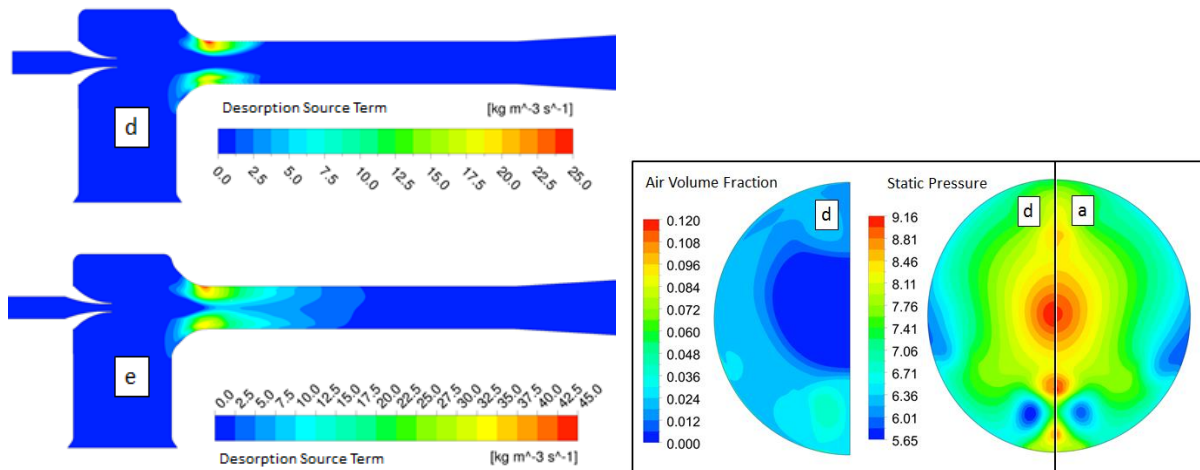 d
Desorption Source Term [kg m^-3 s^-1]
0.0 2.5 5.0 7.5 10.0 12.5 15.0 17.5 20.0 22.5 25.0
e
0.0 2.5 5.0 7.5 10.0 12.5 15.0 17.5 20.0 22.5 25.0 27.5 30.0 32.5 35.0 37.5 40.0 42.5 45.0
Desorption Source Term [kg m^-3 s^-1]
Air Volume Fraction
d
0.120
0.108
0.096
0.084
0.072
0.060
0.048
0.036
0.024
0.012
0.000
Static Pressure
d a
9.16
8.81
8.46
8.11
7.76
7.41
7.06
6.71
6.36
6.01
5.65